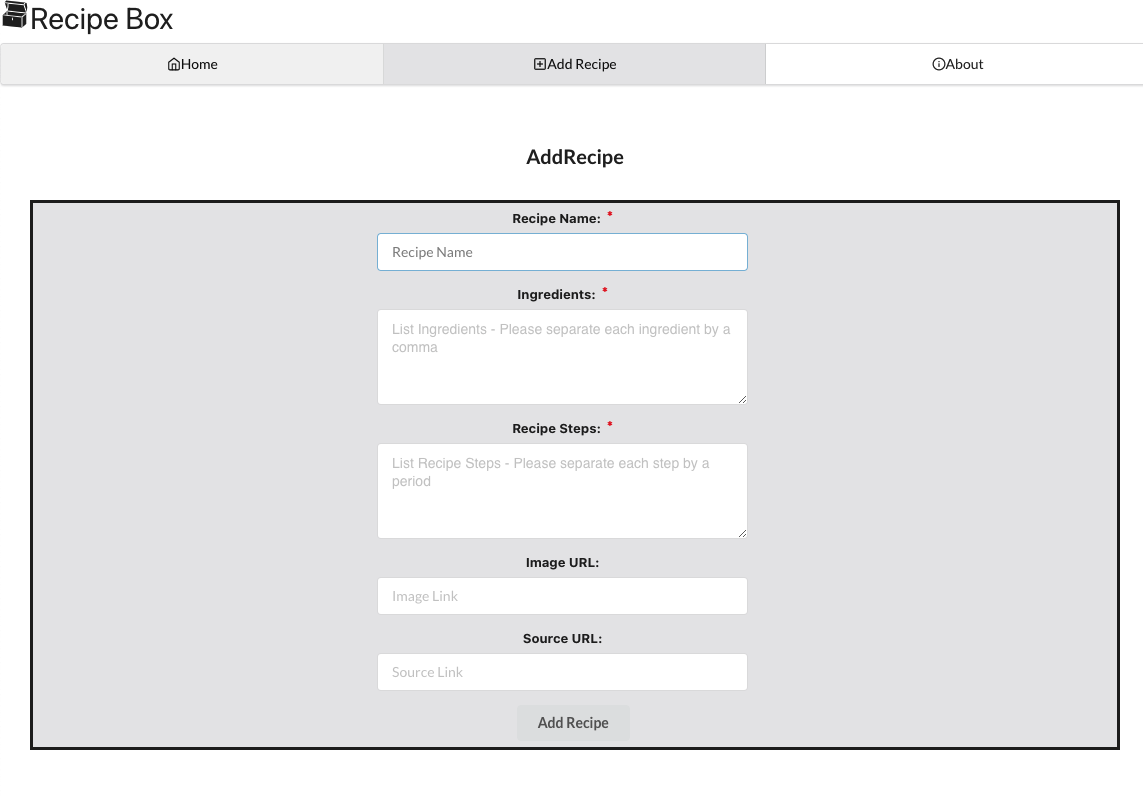 Recipe Box
Home
Add Recipe
About
AddRecipe
Recipe Name: *
Recipe Name
Ingredients: *
List Ingredients - Please separate each ingredient by a
comma
Recipe Steps: *
List Recipe Steps - Please separate each step by a
period
Image URL:
Image Link
Source URL:
Source Link
Add Recipe